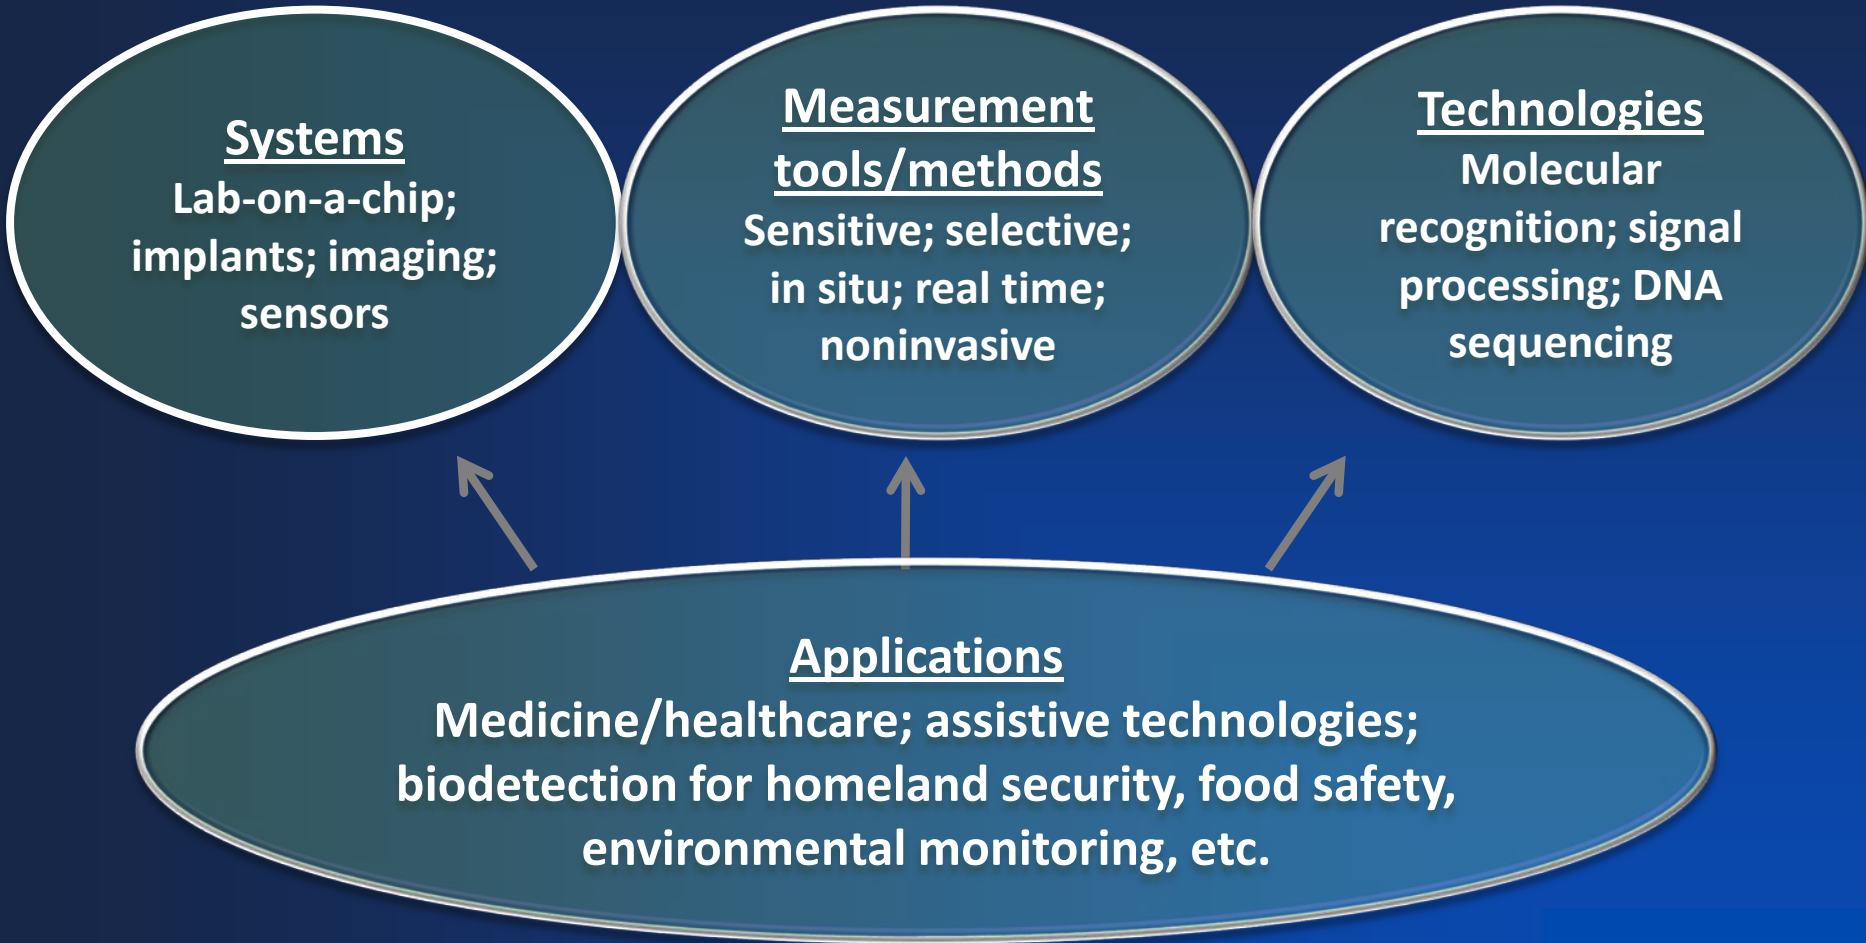 Systems
Lab-on-a-chip;
implants; imaging;
sensors
Measurement
tools/methods
Sensitive; selective;
in situ; real time;
noninvasive
Technologies
Molecular
recognition; signal
processing; DNA
sequencing
Applications
Medicine/healthcare; assistive technologies;
biodetection for homeland security, food safety,
environmental monitoring, etc.